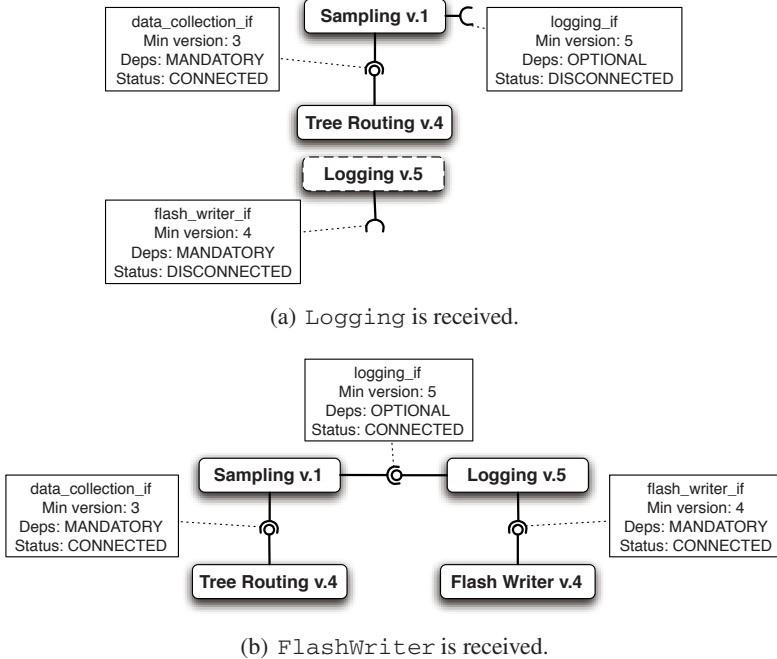 data_collection_if
Min version: 3
Deps: MANDATORY
Status: CONNECTED
Sampling v.1
logging_if
Min version: 5
Deps: OPTIONAL
Status: DISCONNECTED
Tree Routing v.4
Logging v.5
flash_writer_if
Min version: 4
Deps: MANDATORY
Status: DISCONNECTED
(a) Logging is received.
logging_if
Min version: 5
Deps: OPTIONAL
Status: CONNECTED
Sampling v.1
Logging v.5
data_collection_if
Min version: 3
Deps: MANDATORY
Status: CONNECTED
flash_writer_if
Min version: 4
Deps: MANDATORY
Status: CONNECTED
Tree Routing v.4
Flash Writer v.4
(b) FlashWriter is received.